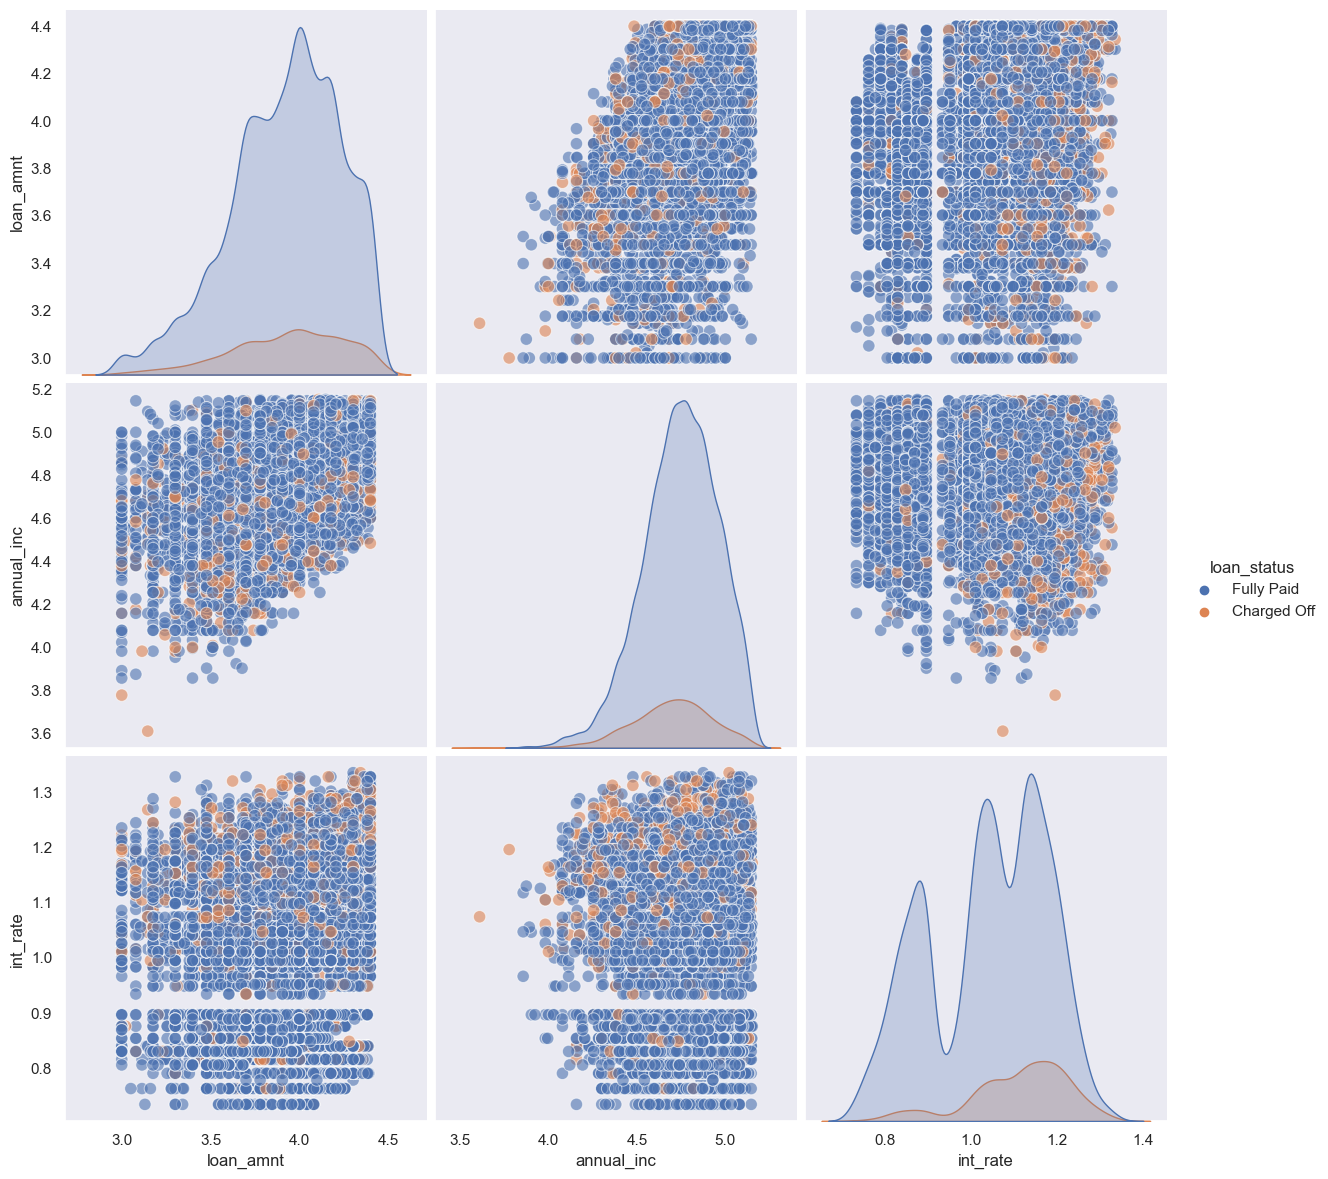 4.4
4.2
4.0
3.8
3.6
3.4
3.2
3.0
loan_amnt
5.2
5.0
4.8
4.6
4.4
4.2
4.0
3.8
3.6
annual_inc
loan_status
Fully Paid
Charged Off
1.3
1.2
1.1
1.0
0.9
0.8
int_rate
3.0 3.5 4.0 4.5
loan_amnt
3.5 4.0 4.5 5.0
annual_inc
0.8 1.0 1.2 1.4
int_rate